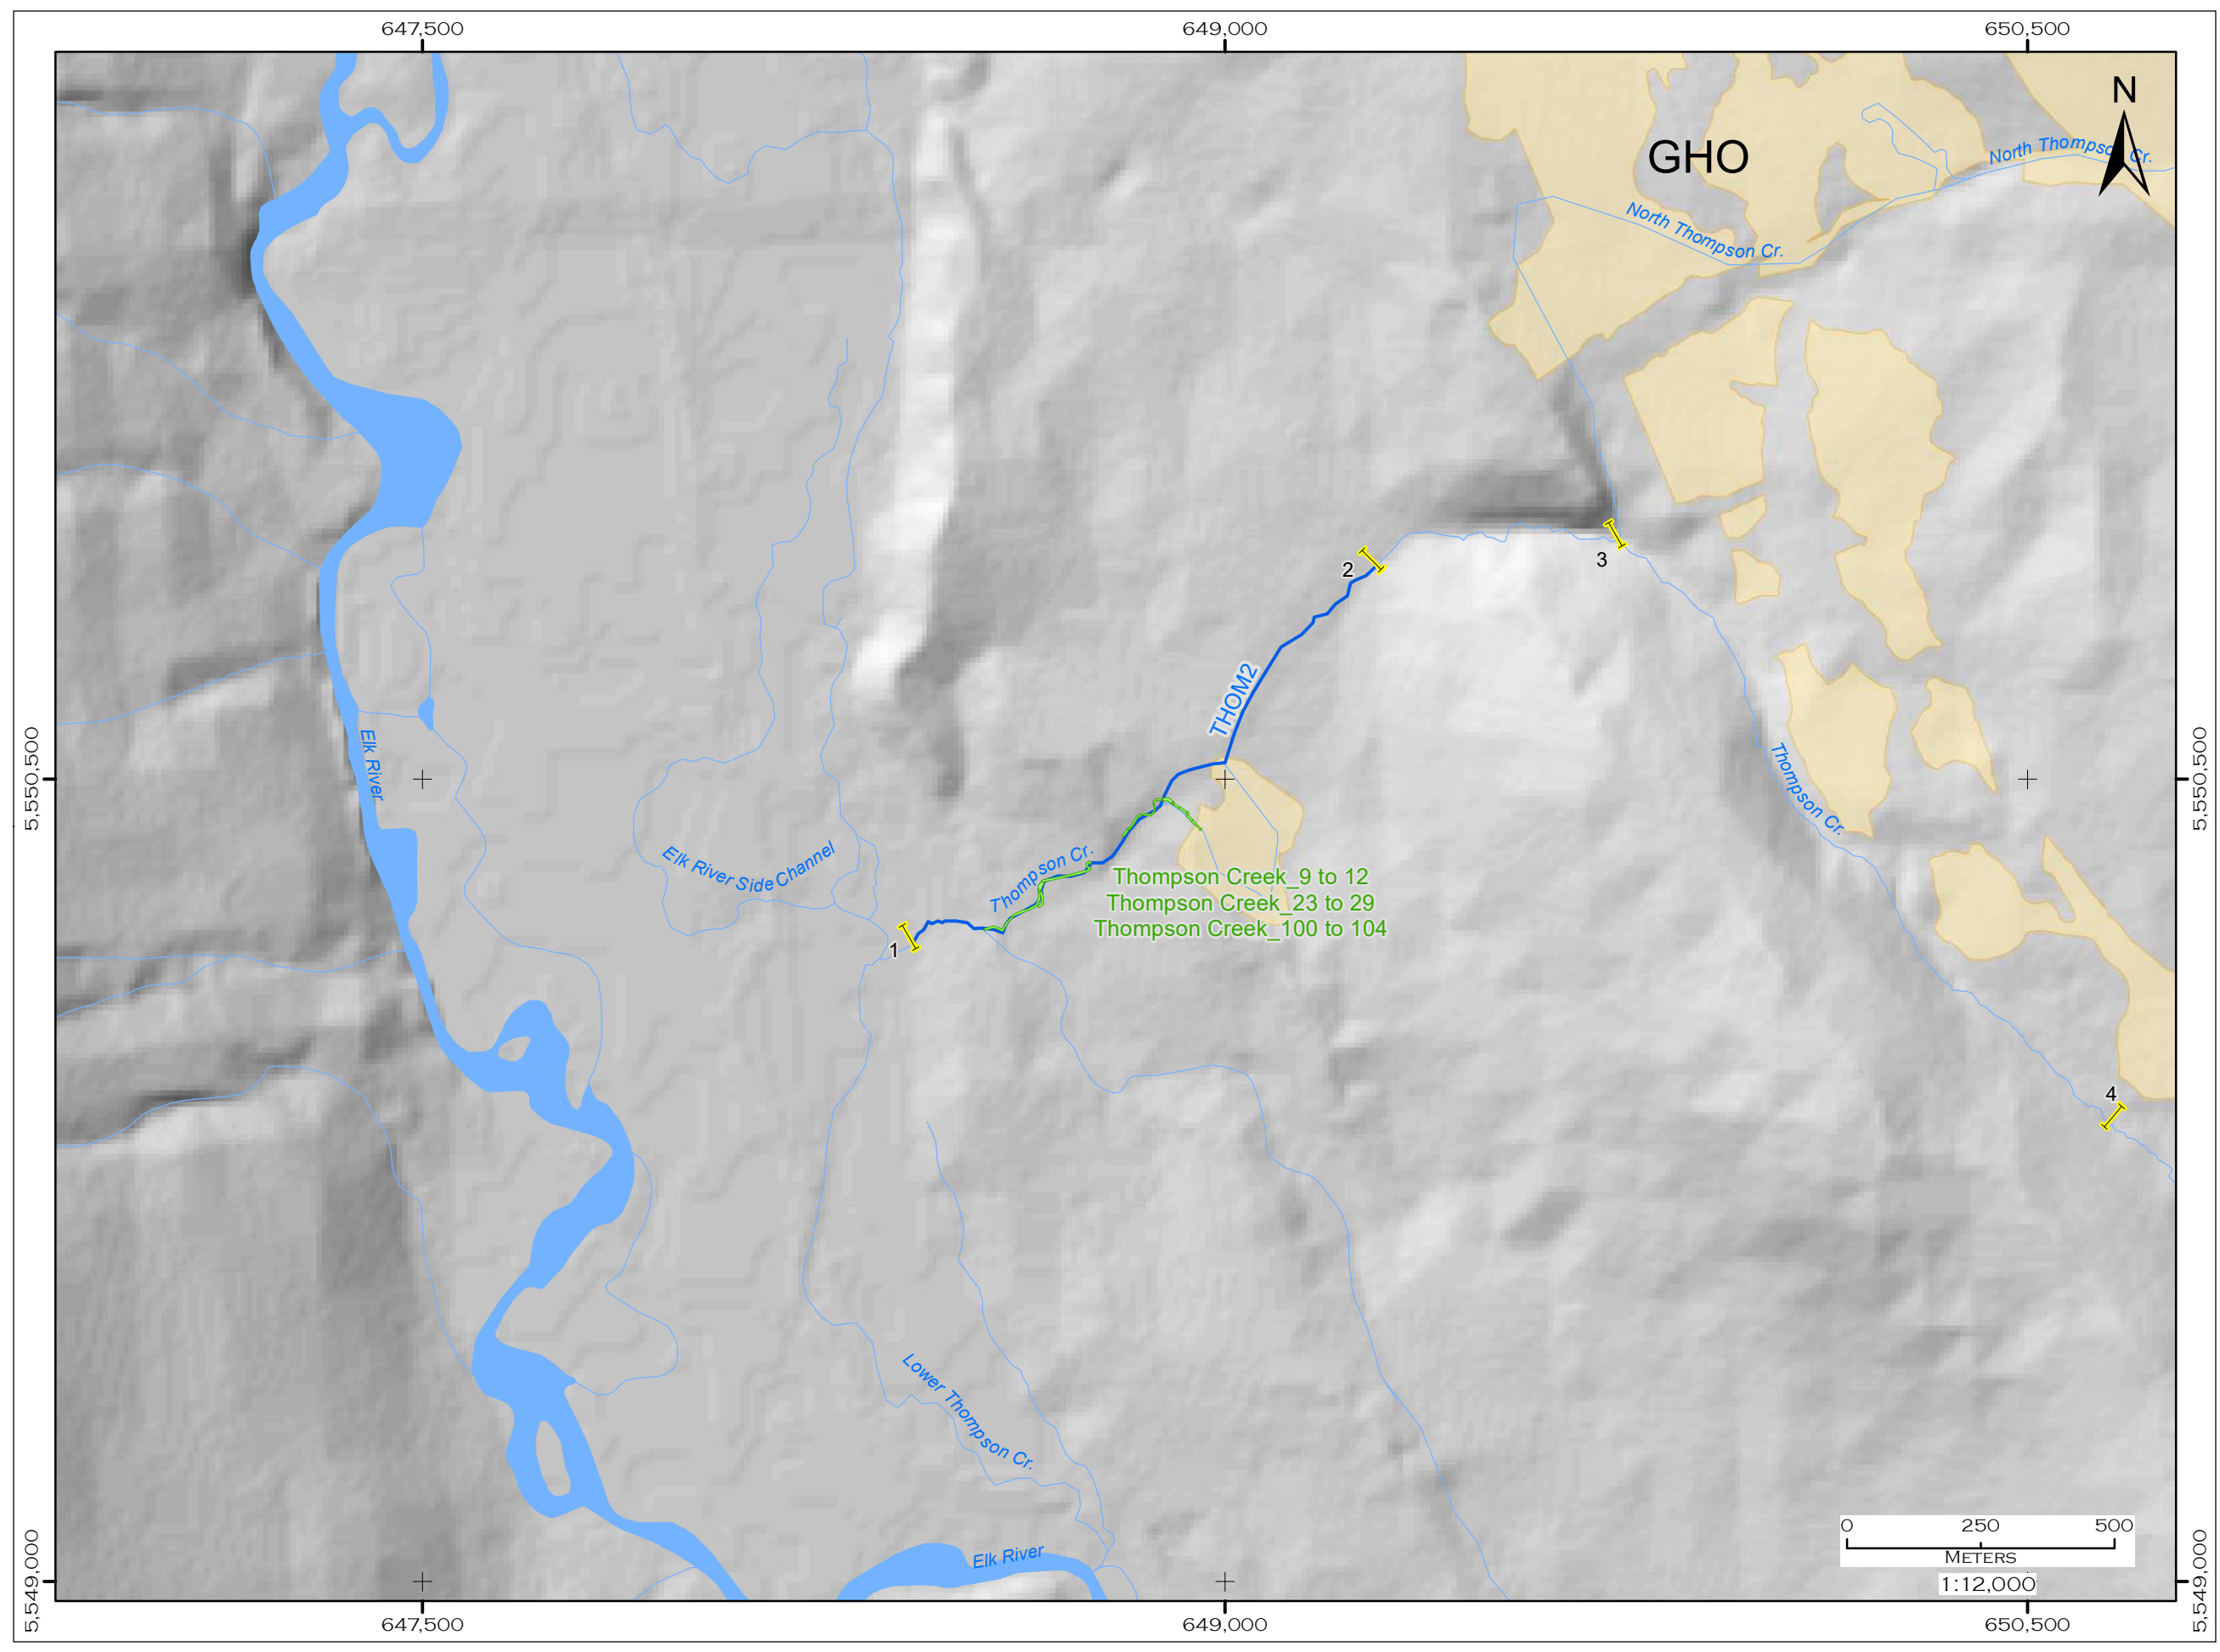 647,500
649,000
650,500
N
GHO
North Thompson Cr.
North Thompson Cr.
3
2
THOM2
5,550,500
5,550,500
Elk River
Thompson Cr.
Elk River Side Channel
Thompson Cr.
Thompson Creek_9 to 12
Thompson Creek_23 to 29
Thompson Creek_100 to 104
1
4
Lower Thompson Cr.
Elk River
0 250 500
METERS
1:12,000
5,549,000
5,549,000
647,500
649,000
650,500